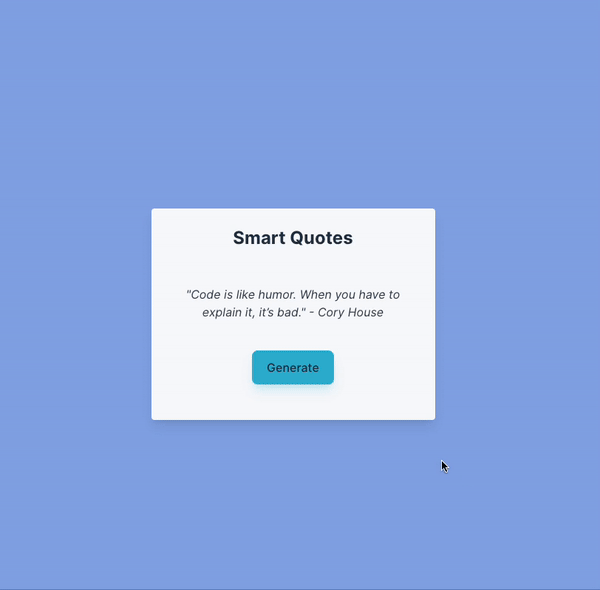 Smart Quotes
"Code is like humor. When you have to
explain it, it’s bad." - Cory House
Generate